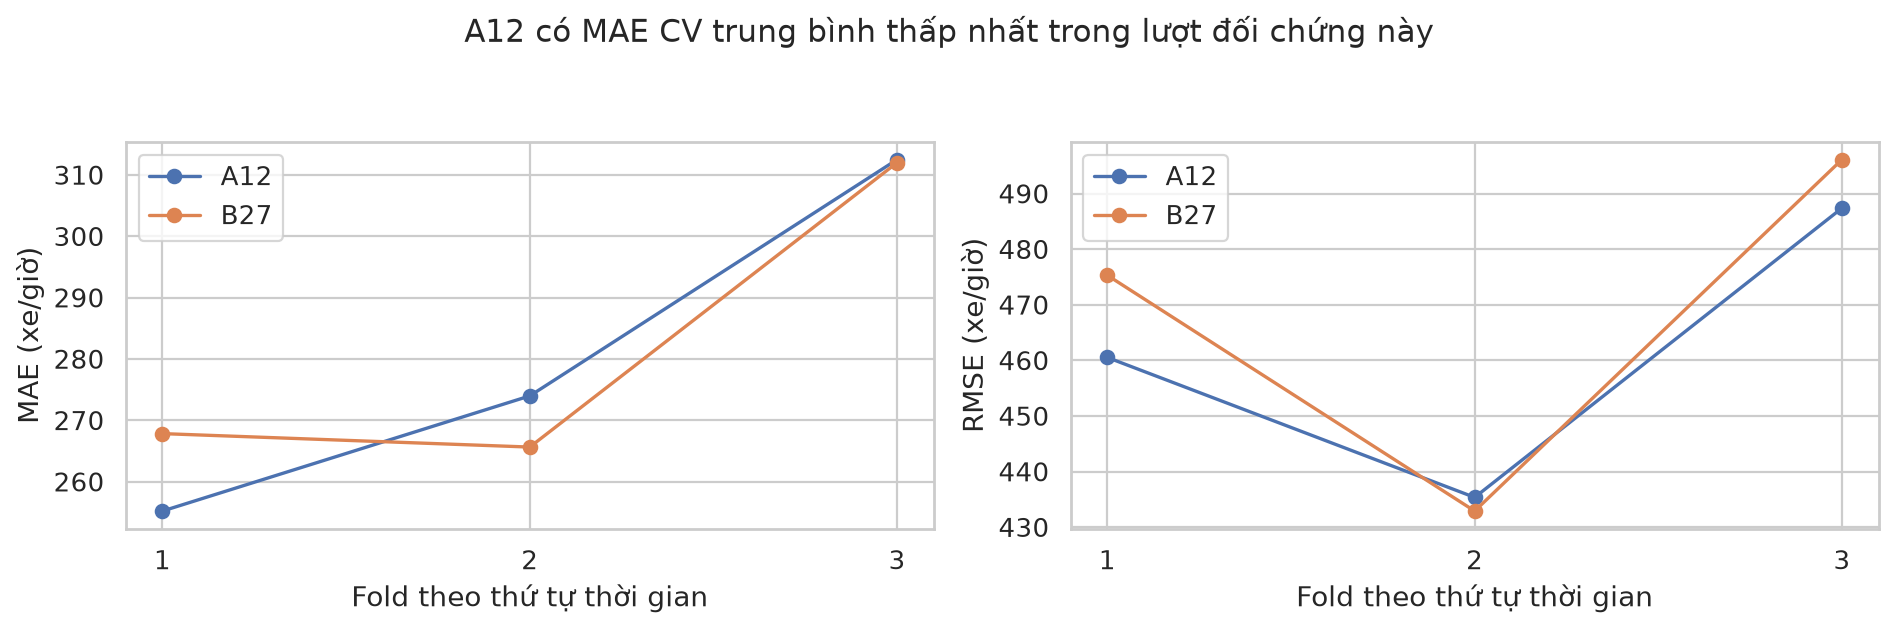 A12 có MAE CV trung bình thấp nhất trong lượt đối chứng này
MAE (xe/giờ)
310
300
290
280
270
260
A12
B27
1
2
3
Fold theo thứ tự thời gian
RMSE (xe/giờ)
490
480
470
460
450
440
430
A12
B27
1
2
3
Fold theo thứ tự thời gian